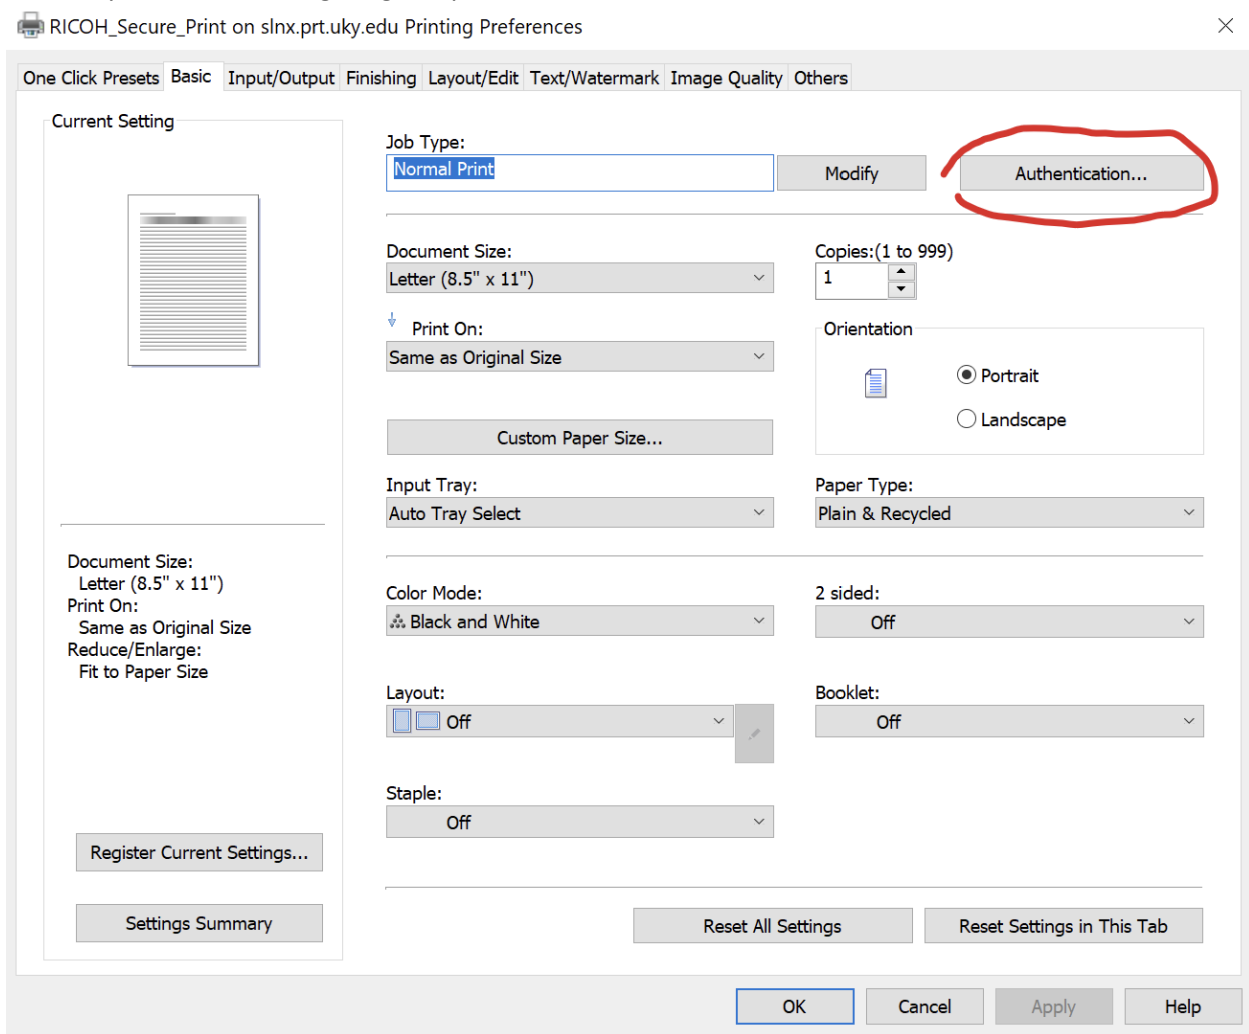 RICOH_Secure_Print on slnx.prt.uky.edu Printing Preferences
One Click Presets Basic Input/Output Finishing Layout/Edit Text/Watermark Image Quality Others
Current Setting
Job Type:
Normal Print Modify Authentication...
Document Size: Copies:(1 to 999)
Letter (8.5" x 11") 1
Print On: Orientation
Same as Original Size
Portrait
Landscape
Custom Paper Size...
Input Tray: Paper Type:
Auto Tray Select Plain & Recycled
Document Size:
Letter (8.5" x 11")
Print On:
Same as Original Size
Reduce/Enlarge:
Fit to Paper Size
Color Mode: 2 sided:
Black and White Off
Layout: Booklet:
Off Off
Staple:
Off
Register Current Settings...
Settings Summary
Reset All Settings Reset Settings in This Tab
OK Cancel Apply Help